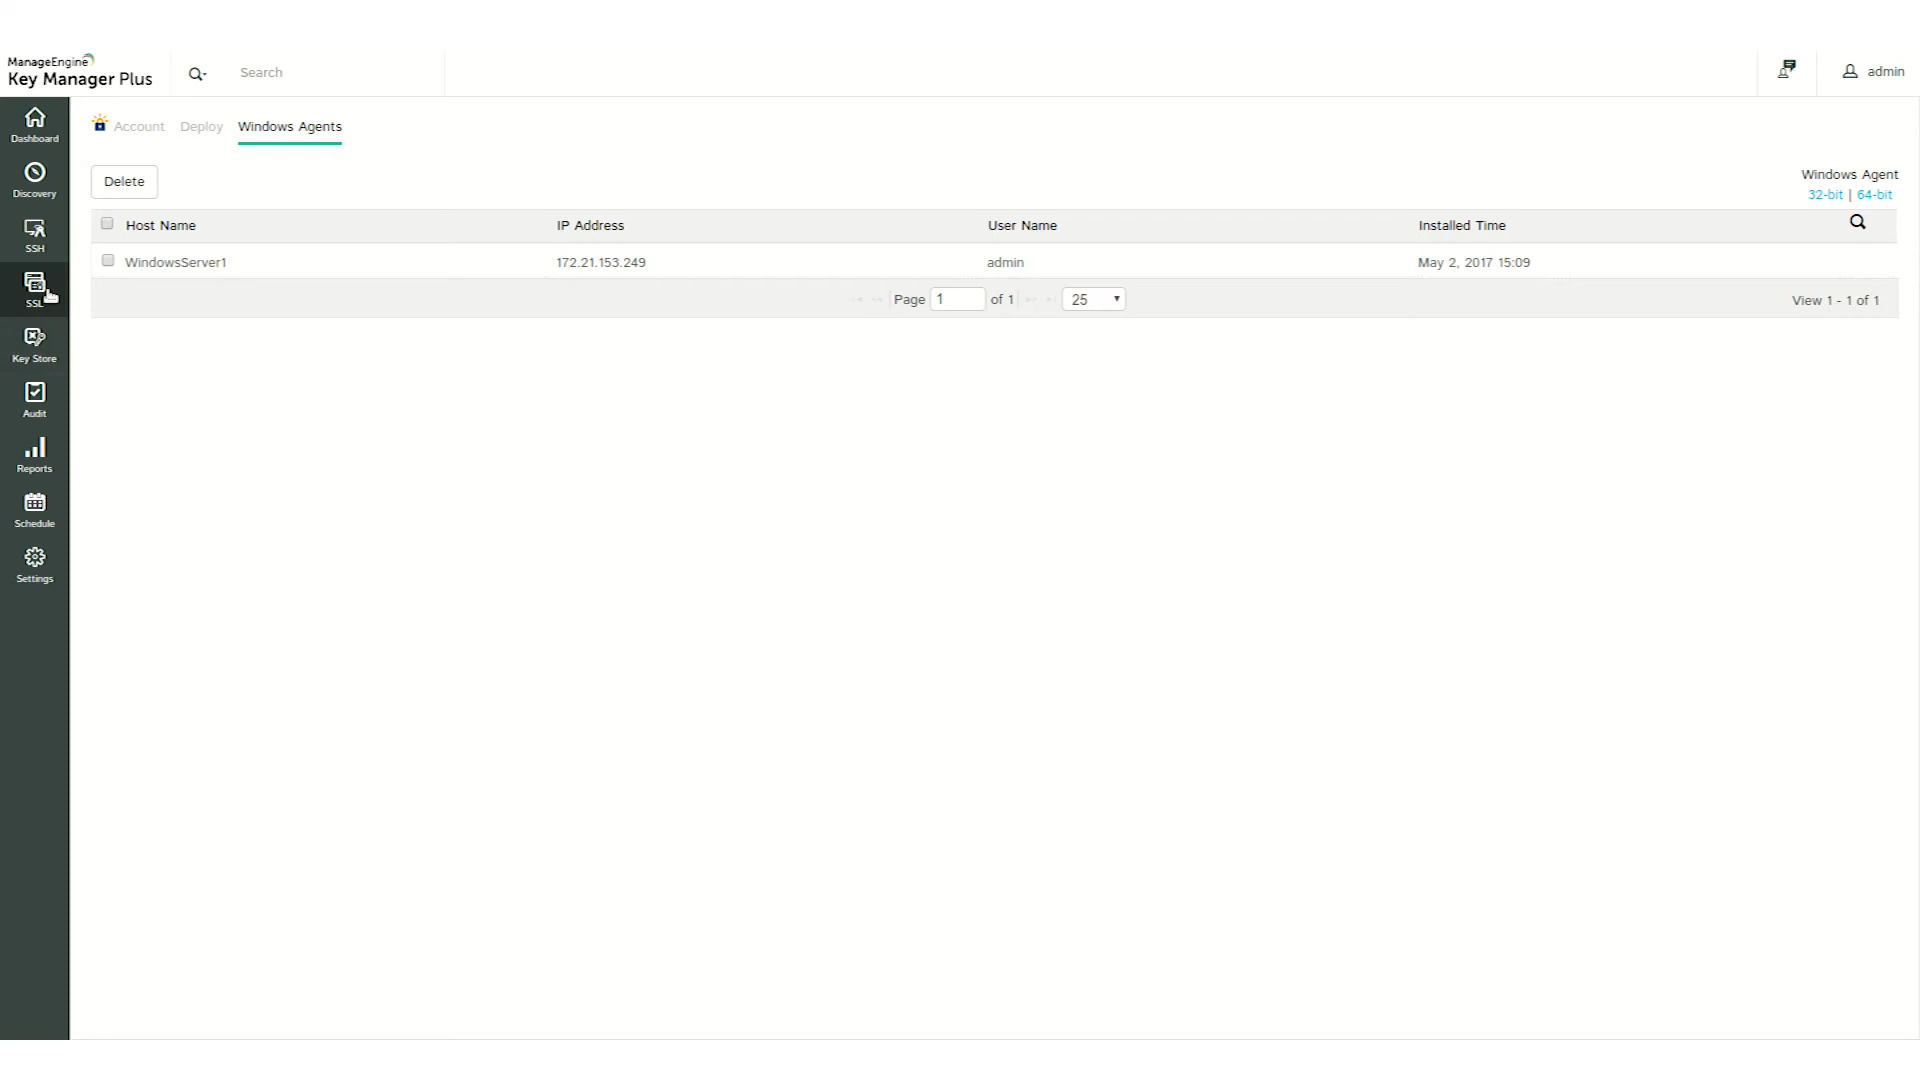 ManageEngine
Key Manager Plus
Search
admin
Dashboard
Discovery
SSH
SSL
Key Store
Audit
Reports
Schedule
Settings
Account Deploy Windows Agents
Delete
Windows Agent
32-bit | 64-bit
Host Name IP Address User Name Installed Time
WindowsServer1 172.21.153.249 admin May 2, 2017 15:09
Page 1 of 1 25 View 1 - 1 of 1